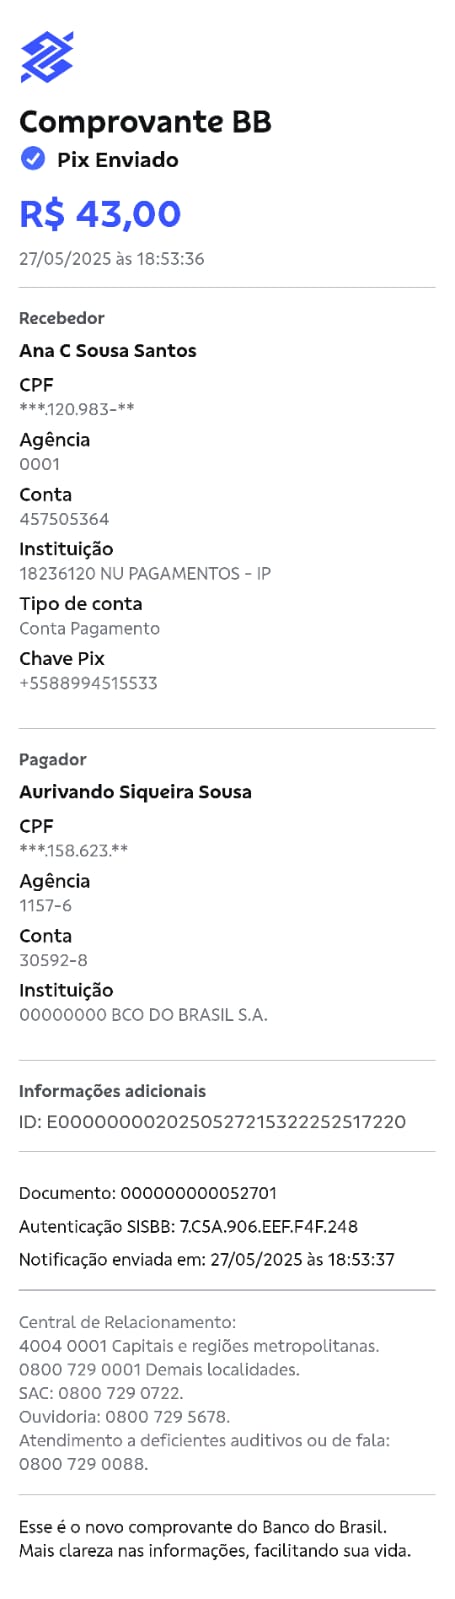 Comprovante BB
Pix Enviado
R$ 43,00
27/05/2025 às 18:53:36
Recebedor
Ana C Sousa Santos
CPF
***.120.983-**
Agência
0001
Conta
457505364
Instituição
18236120 NU PAGAMENTOS - IP
Tipo de conta
Conta Pagamento
Chave Pix
+5588994515533
Pagador
Aurivando Siqueira Sousa
CPF
***.158.623.**
Agência
1157-6
Conta
30592-8
Instituição
00000000 BCO DO BRASIL S.A.
Informações adicionais
ID: E00000000202505272153222525​17220
Documento: 000000000052701
Autenticação SISBB: 7.C5A.906.EEF.F4F.248
Notificação enviada em: 27/05/2025 às 18:53:37
Central de Relacionamento:
4004 0001 Capitais e regiões metropolitanas.
0800 729 0001 Demais localidades.
SAC: 0800 729 0722.
Ouvidoria: 0800 729 5678.
Atendimento a deficientes auditivos ou de fala:
0800 729 0088.
Esse é o novo comprovante do Banco do Brasil.
Mais clareza nas informações, facilitando sua vida.